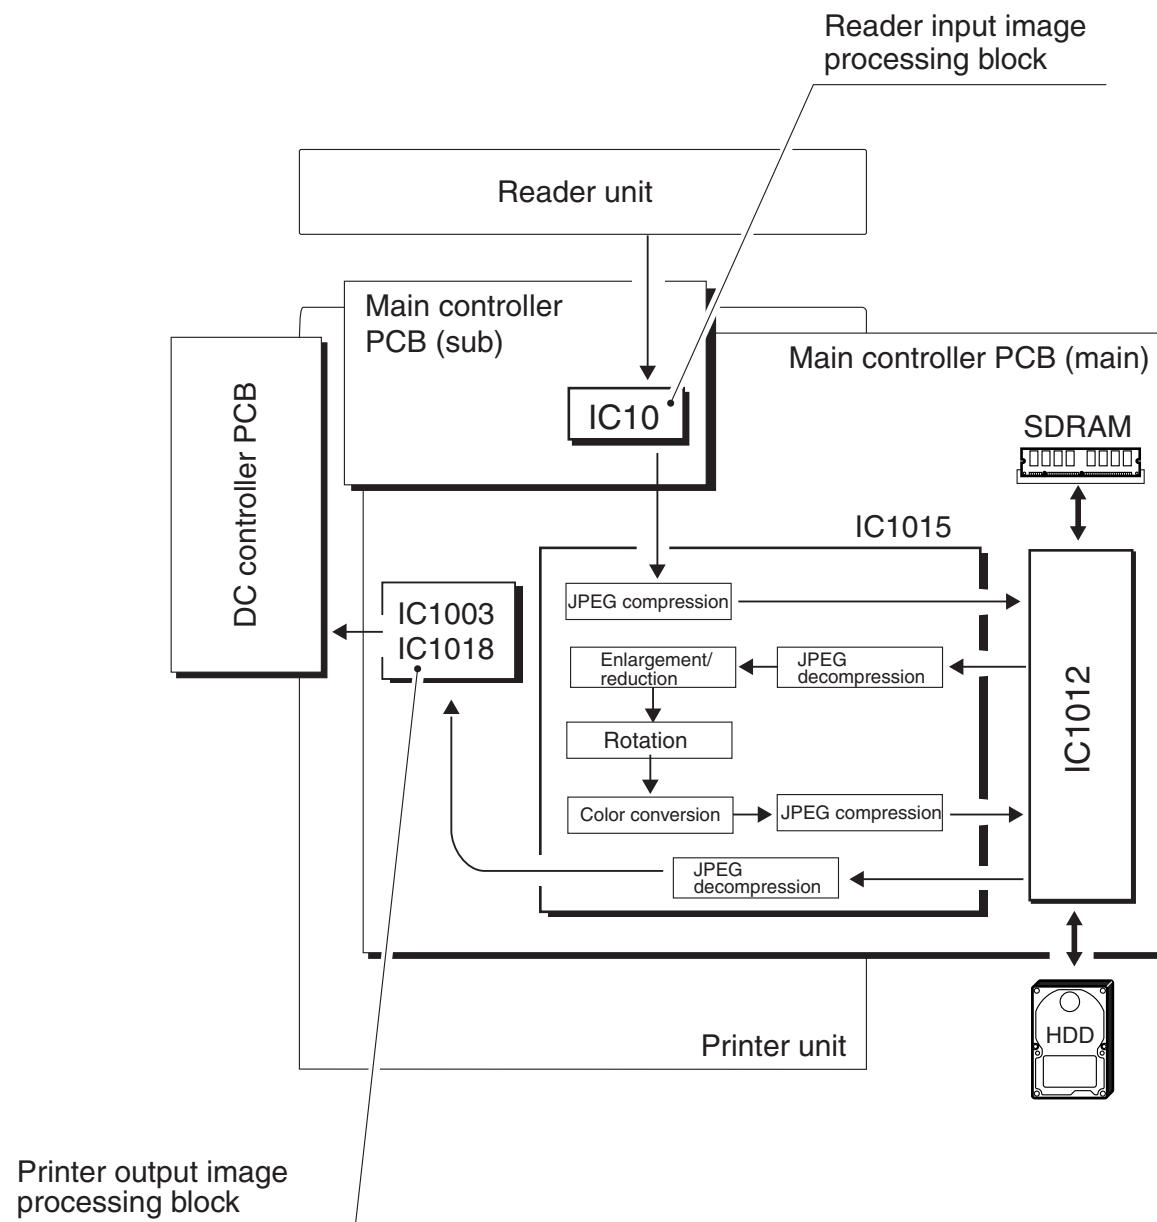 Reader input image
processing block
Reader unit
Main controller
PCB (sub)
Main controller PCB (main)
DC controller PCB
IC10
SDRAM
IC1015
IC1003
IC1018
JPEG compression
Enlargement/
reduction
JPEG
decompression
Rotation
IC1012
Color conversion
JPEG compression
JPEG
decompression
HDD
Printer unit
Printer output image
processing block